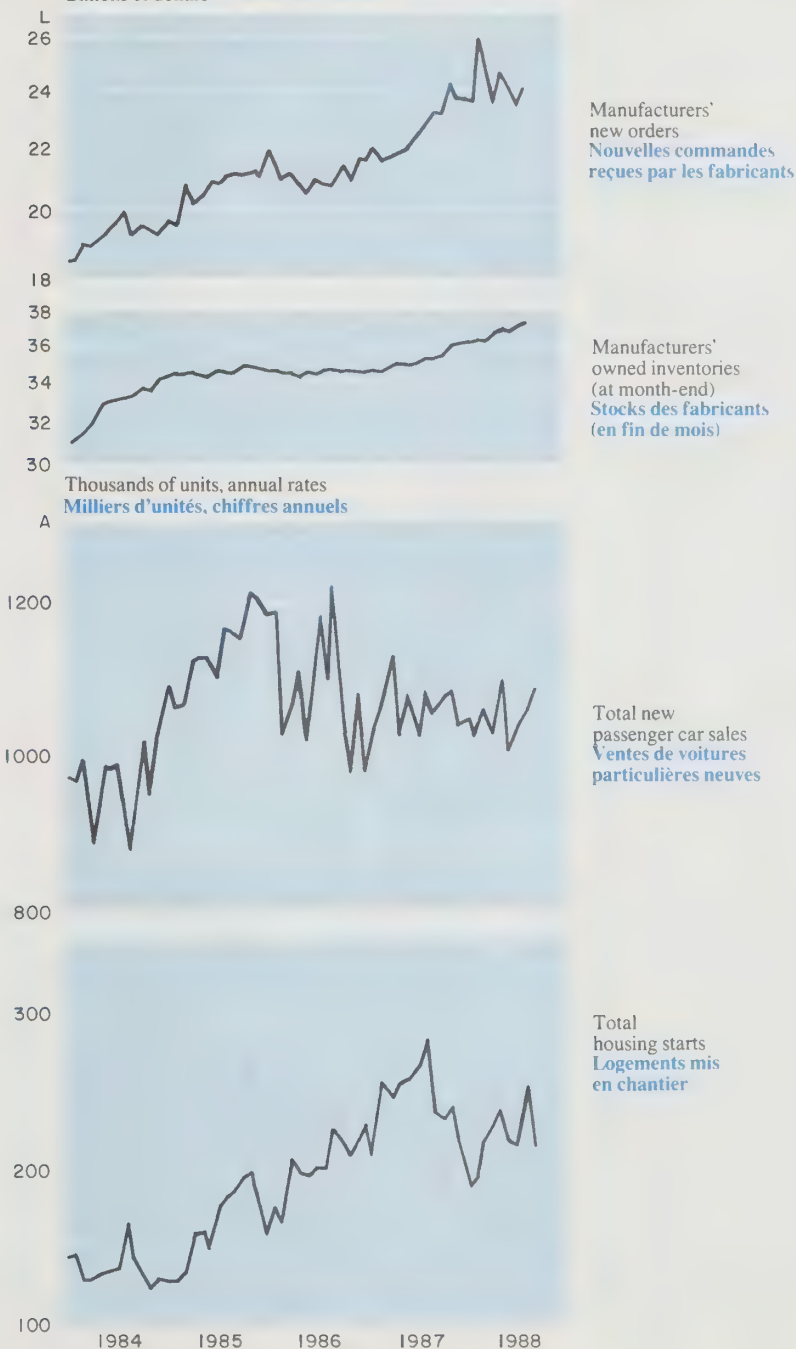 L
26
24
22
20
18
Manufacturers'
new orders
Nouvelles commandes
reçues par les fabricants
38
36
34
32
30
Manufacturers'
owned inventories
(at month-end)
Stocks des fabricants
(en fin de mois)
Thousands of units, annual rates
Milliers d'unités, chiffres annuels
A
1200
1000
800
Total new
passenger car sales
Ventes de voitures
particulières neuves
300
200
100
Total
housing starts
Logements mis
en chantier
1984 1985 1986 1987 1988